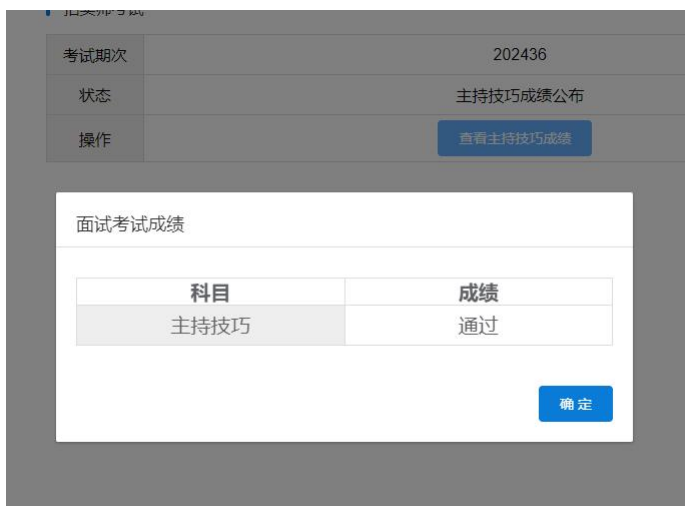 考试期次 202436
状态 主持技巧成绩公布
操作 查看主持技巧成绩
面试考试成绩
科目 成绩
主持技巧 通过
确定